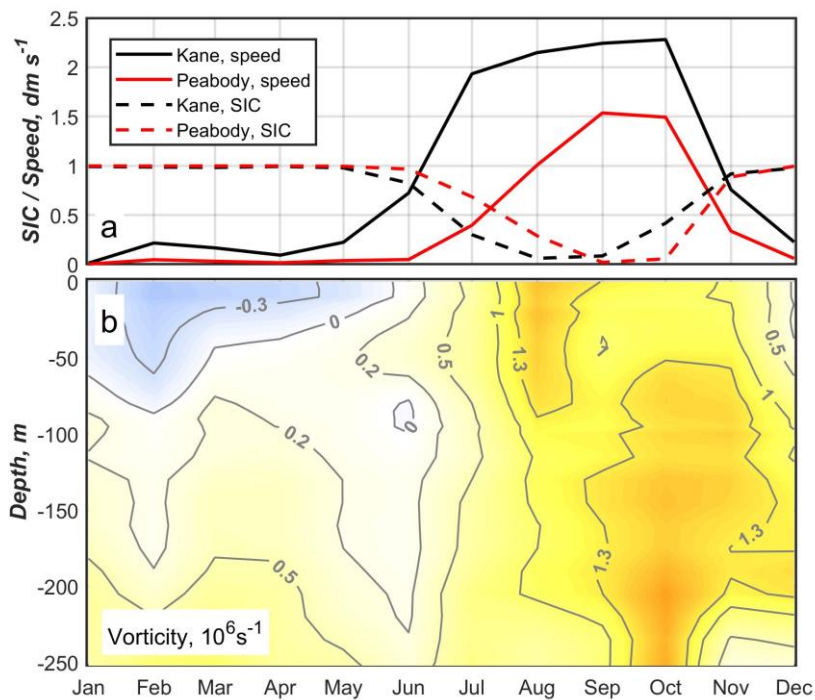 SIC / Speed, dm s⁻¹
2.5
2
1.5
1
0.5
0
Kane, speed
Peabody, speed
Kane, SIC
Peabody, SIC
a
b
Depth, m
0
-50
-100
-150
-200
-250
-0.3
0
0.2
0
0.2
0.5
0.5
1
1.3
1
0.5
1
1.3
1.3
Vorticity, 10⁶s⁻¹
Jan Feb Mar Apr May Jun Jul Aug Sep Oct Nov Dec